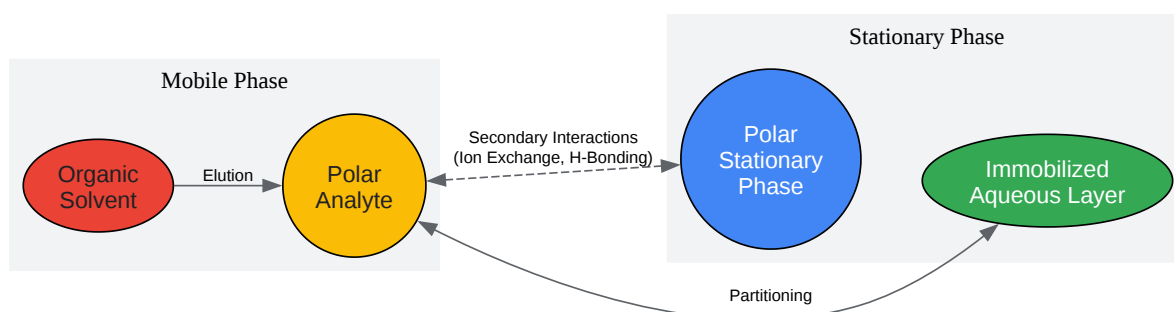 Mobile Phase
Organic
Solvent
Elution
Polar
Analyte
Secondary Interactions
(Ion Exchange, H-Bonding)
Stationary Phase
Polar
Stationary
Phase
Immobilized
Aqueous Layer
Partitioning